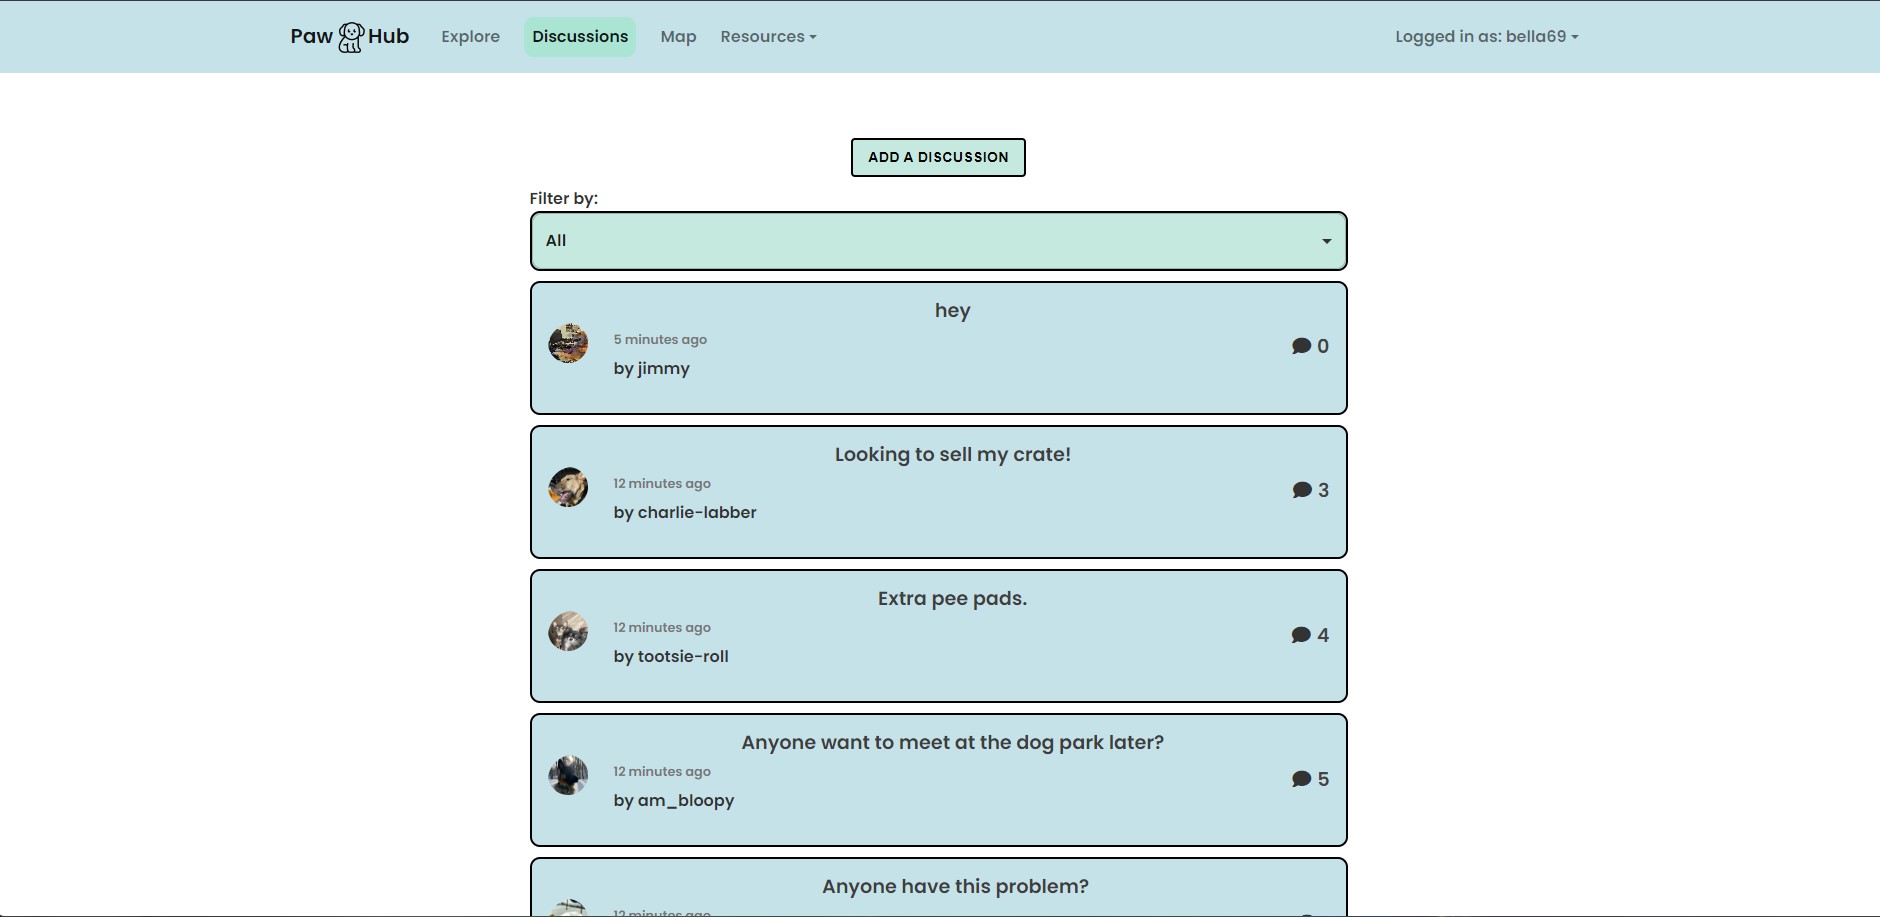 Paw Hub Explore Discussions Map Resources Logged in as: bella69
ADD A DISCUSSION
Filter by:
All
hey
5 minutes ago
by jimmy
0
Looking to sell my crate!
12 minutes ago
by charlie-labber
3
Extra pee pads.
12 minutes ago
by tootsie-roll
4
Anyone want to meet at the dog park later?
12 minutes ago
by am_bloopy
5
Anyone have this problem?
12 minutes ago